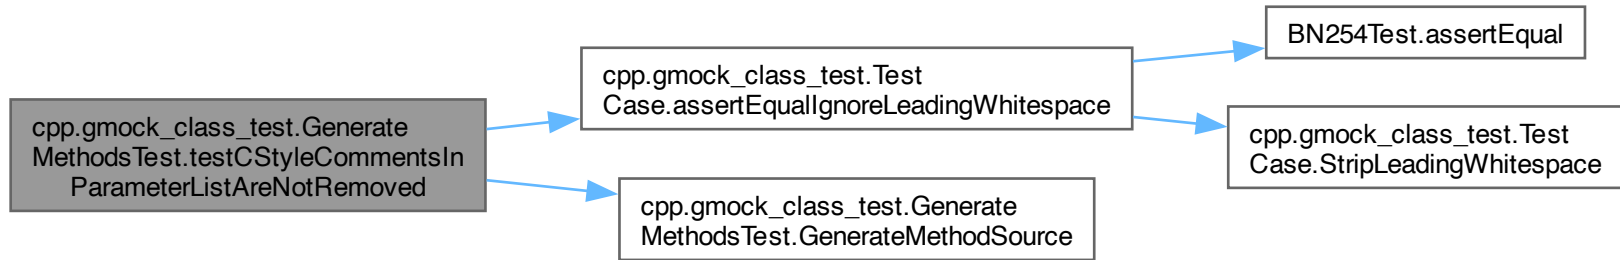 cpp.gmock_class_test.Generate
MethodsTest.testCStyleCommentsIn
ParameterListAreNotRemoved
cpp.gmock_class_test.Test
Case.assertEqualIgnoreLeadingWhitespace
BN254Test.assertEqual
cpp.gmock_class_test.Test
Case.StripLeadingWhitespace
cpp.gmock_class_test.Generate
MethodsTest.GenerateMethodSource